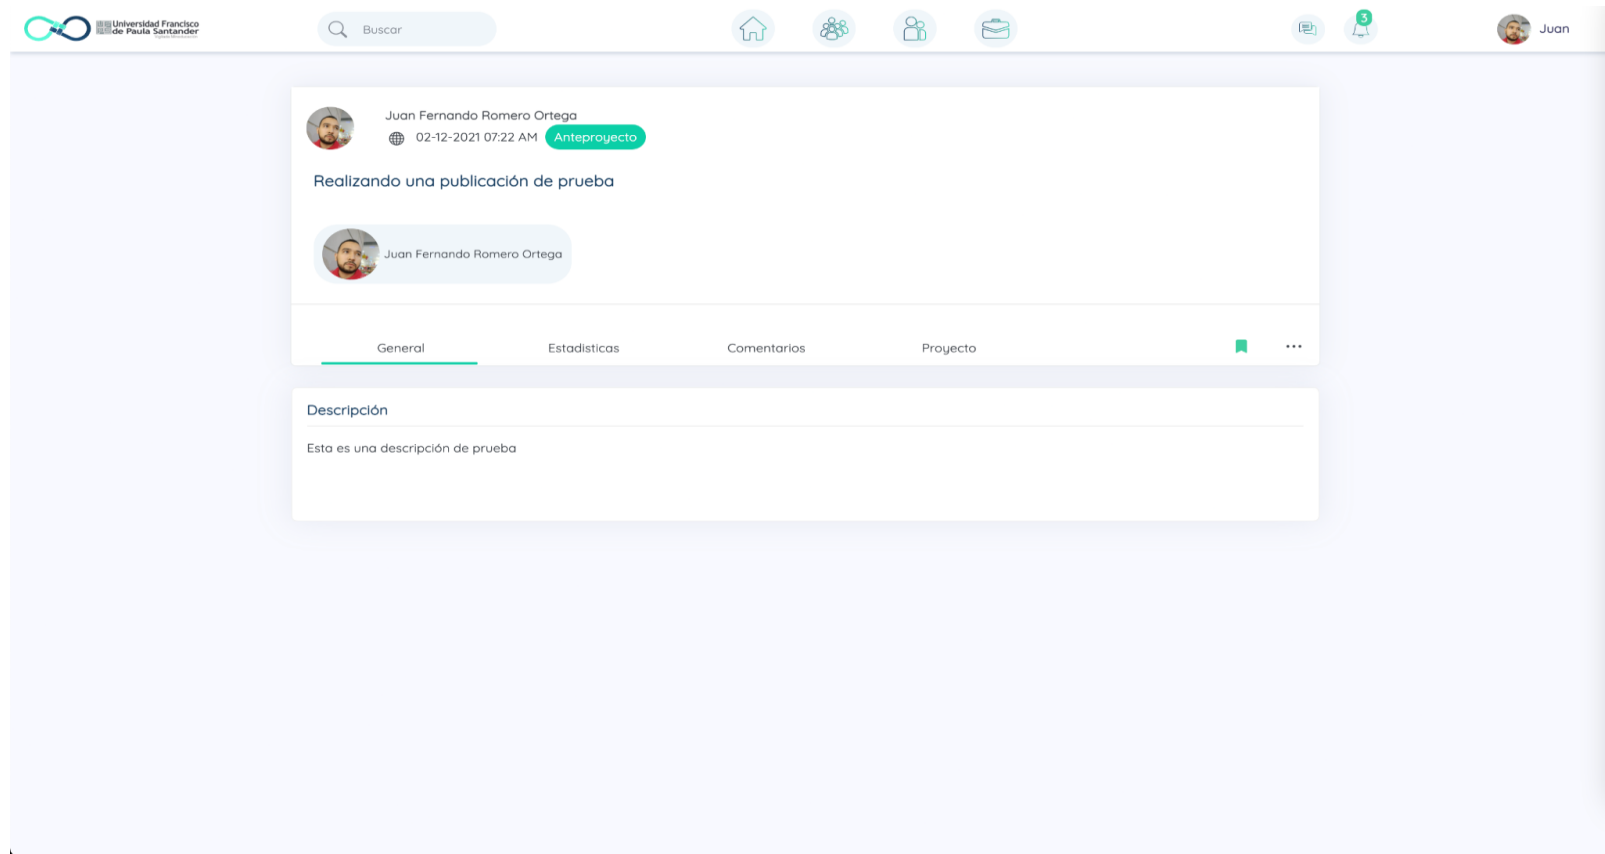 Universidad Francisco
de Paula Santander
Buscar
3
Juan
Juan Fernando Romero Ortega
02-12-2021 07:22 AM Anteproyecto
Realizando una publicación de prueba
Juan Fernando Romero Ortega
General Estadisticas Comentarios Proyecto
Descripción
Esta es una descripción de prueba